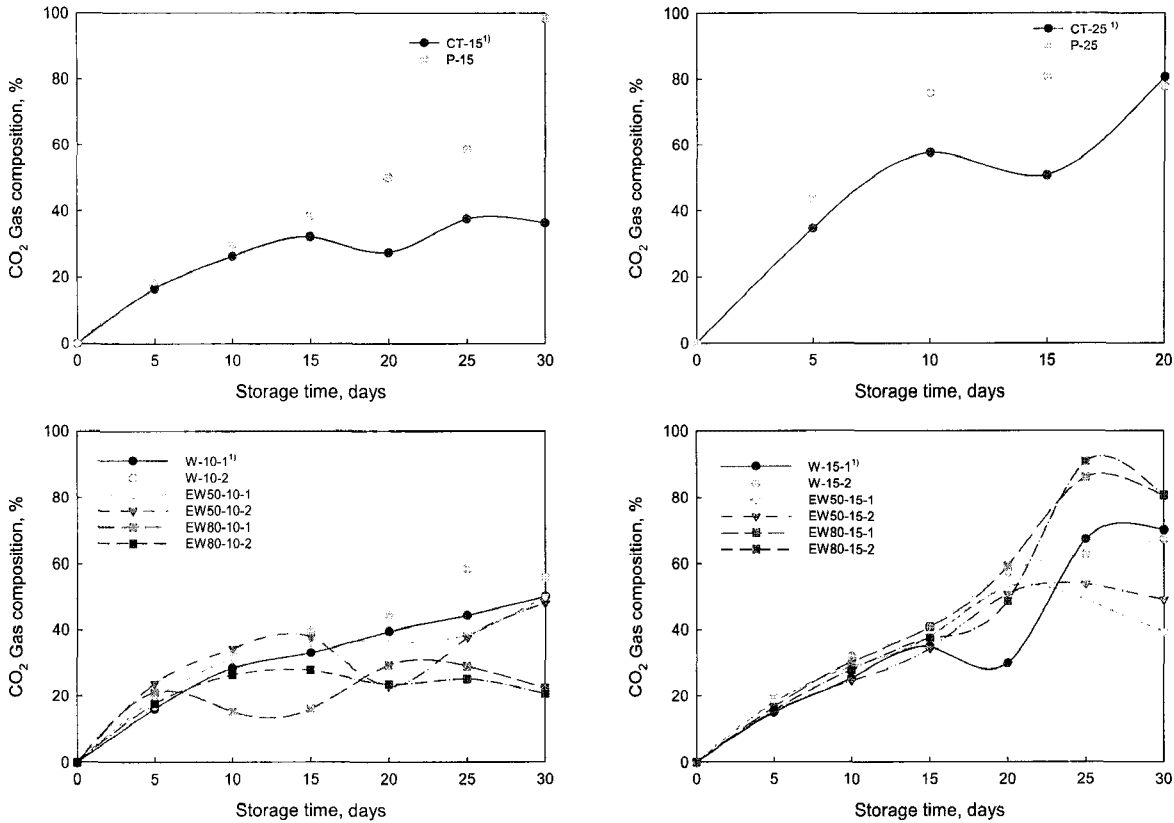 100
80
60
40
20
0
CO2 Gas composition, %
CT-15¹⁾
P-15
0 5 10 15 20 25 30
Storage time, days
100
80
60
40
20
0
CO2 Gas composition, %
CT-25¹⁾
P-25
0 5 10 15 20
Storage time, days
100
80
60
40
20
0
CO2 Gas composition, %
W-10-1¹⁾
W-10-2
EW50-10-1
EW50-10-2
EW80-10-1
EW80-10-2
0 5 10 15 20 25 30
Storage time, days
100
80
60
40
20
0
CO2 Gas composition, %
W-15-1¹⁾
W-15-2
EW50-15-1
EW50-15-2
EW80-15-1
EW80-15-2
0 5 10 15 20 25 30
Storage time, days